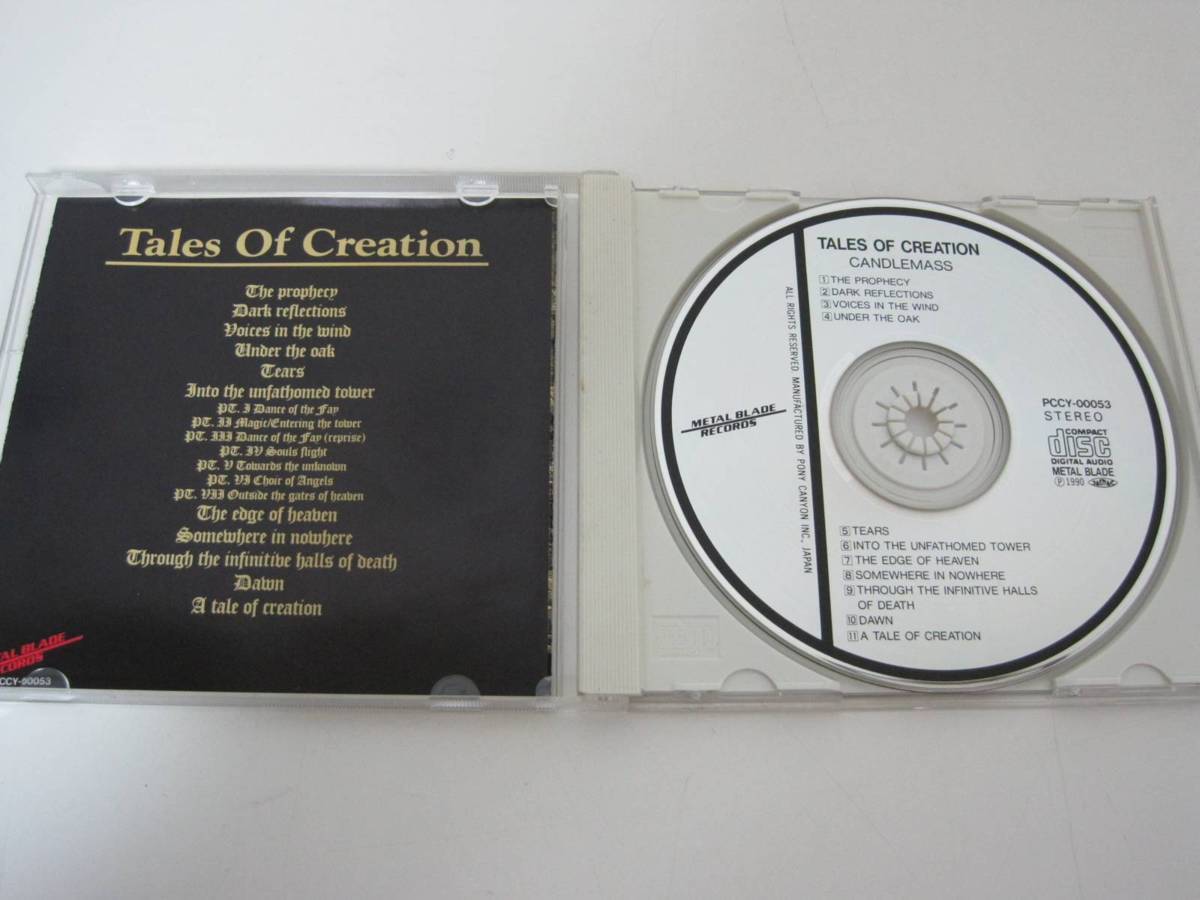 Tales Of Creation
The prophecy
Dark reflections
Voices in the wind
Under the oak
Tears
Into the unfathomed tower
PT. I Dance of the Fay
PT. II Magic/Entering the tower
PT. III Dance of the Fay (reprise)
PT. IV Souls flight
PT. V Towards the unknown
PT. VI Choir of Angels
PT. VII Outside the gates of heaven
The edge of heaven
Somewhere in nowhere
Through the infinitive halls of death
Dawn
A tale of creation
TAL BLADE
CORDS
CCY-00053
TALES OF CREATION
CANDLEMASS
1 THE PROPHECY
2 DARK REFLECTIONS
3 VOICES IN THE WIND
4 UNDER THE OAK
ALL RIGHTS RESERVED. MANUFACTURED BY PONY CANYON INC., JAPAN
METAL BLADE
RECORDS
PCCY-00053
STEREO
COMPACT
disc
DIGITAL AUDIO
METAL BLADE
Ⓟ1990
5 TEARS
6 INTO THE UNFATHOMED TOWER
7 THE EDGE OF HEAVEN
8 SOMEWHERE IN NOWHERE
9 THROUGH THE INFINITIVE HALLS
OF DEATH
10 DAWN
11 A TALE OF CREATION